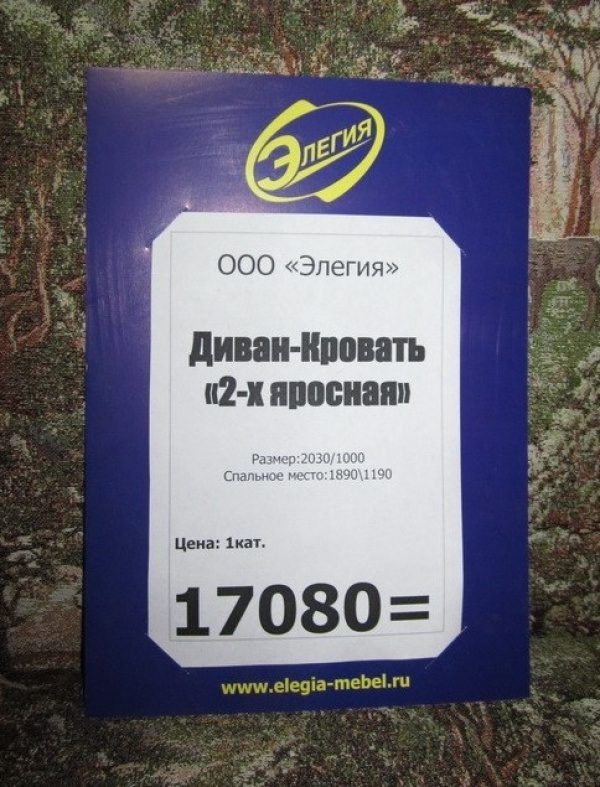 Элегия
ООО «Элегия»
Диван-Кровать
«2-х яросная»
Размер:2030/1000
Спальное место:1890\1190
Цена: 1кат.
17080=
www.elegia-mebel.ru